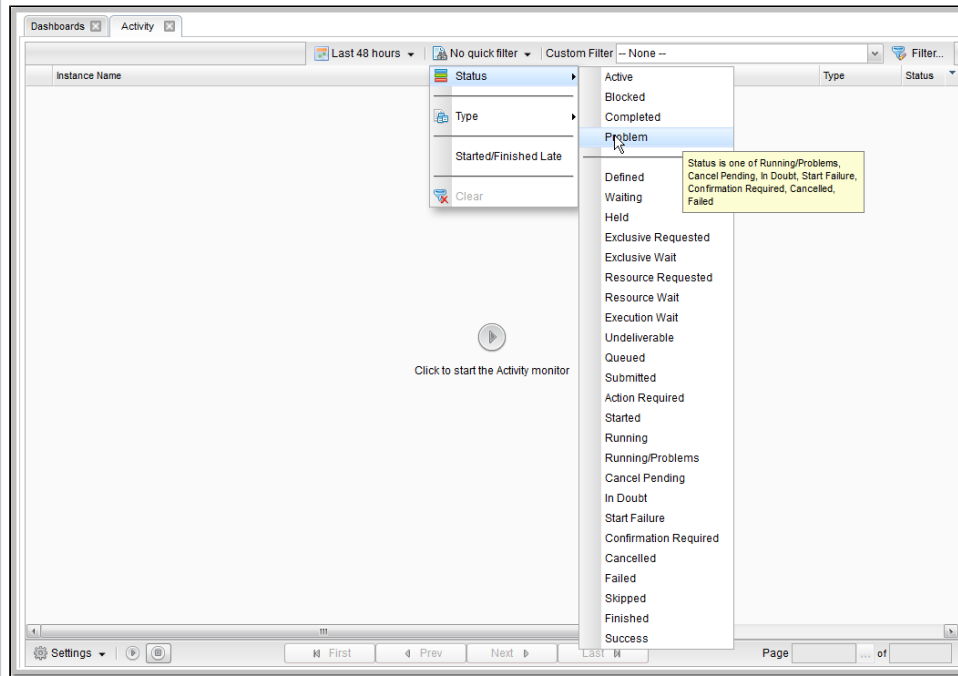 Dashboards
Activity
Last 48 hours
No quick filter
Custom Filter
-- None --
Filter...
Instance Name
Type
Status
Status
Type
Started/Finished Late
Clear
Active
Blocked
Completed
Problem
Status is one of Running/Problems,
Cancel Pending, In Doubt, Start Failure,
Confirmation Required, Cancelled,
Failed
Defined
Waiting
Held
Exclusive Requested
Exclusive Wait
Resource Requested
Resource Wait
Execution Wait
Undeliverable
Queued
Submitted
Action Required
Started
Running
Running/Problems
Cancel Pending
In Doubt
Start Failure
Confirmation Required
Cancelled
Failed
Skipped
Finished
Success
Click to start the Activity monitor
Settings
First
Prev
Next
Last
Page
... of